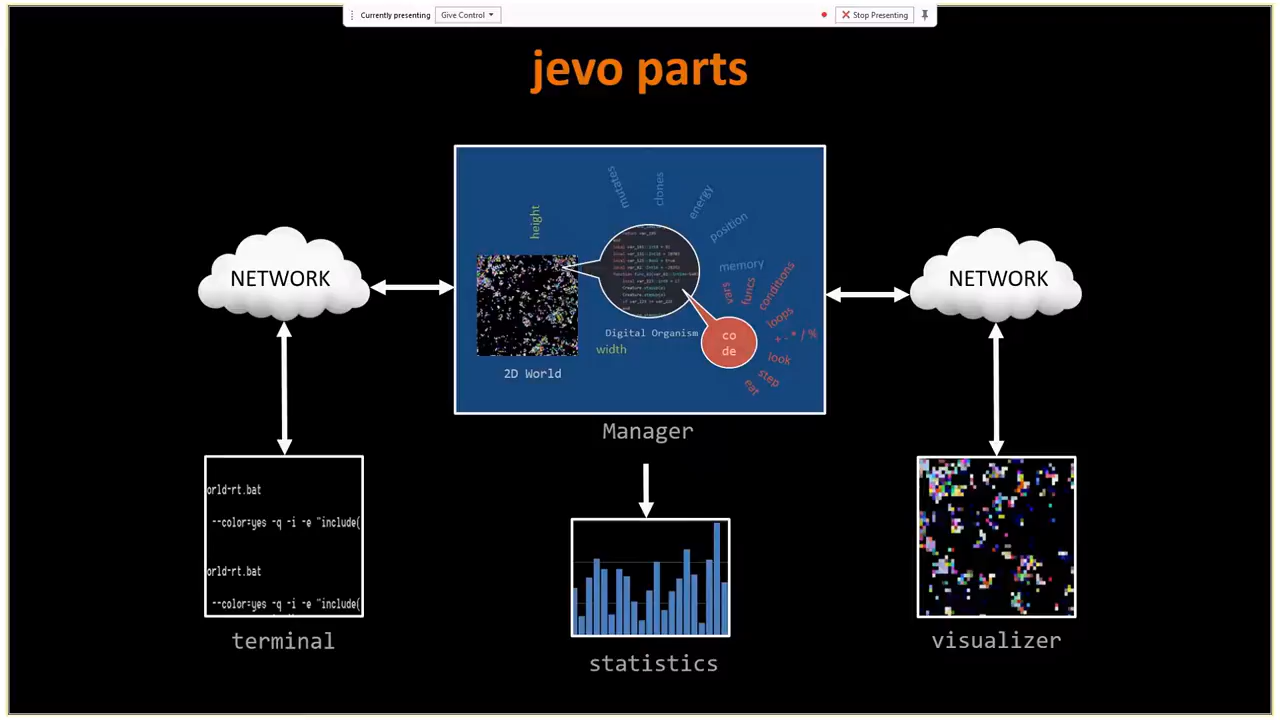 Currently presenting
Give Control
Stop Presenting
jevo parts
mutates
clones
energy
position
memory
height
vars
funcs
conditions
loops
+ - * / %
look
step
eat
Digital Organism
co
de
width
2D World
NETWORK
NETWORK
Manager
orld-rt.bat
--color=yes -q -i -e "include(
orld-rt.bat
--color=yes -q -i -e "include(
terminal
statistics
visualizer